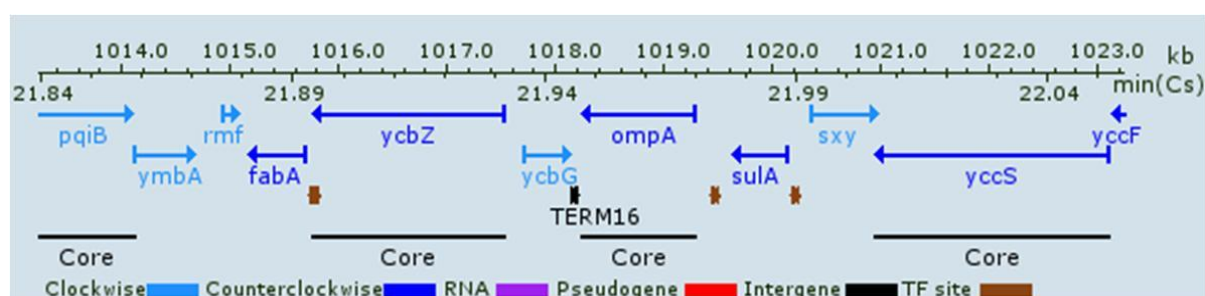 1014.0 1015.0 1016.0 1017.0 1018.0 1019.0 1020.0 1021.0 1022.0 1023.0 kb
21.84 21.89 21.94 21.99 22.04 min(Cs)
pqiB rmf ycbZ ompA sxy yccF
ymbA fabA ycbG sulA yccS
TERM16
Core Core Core Core
Clockwise Counterclockwise RNA Pseudogene Intergene TF site